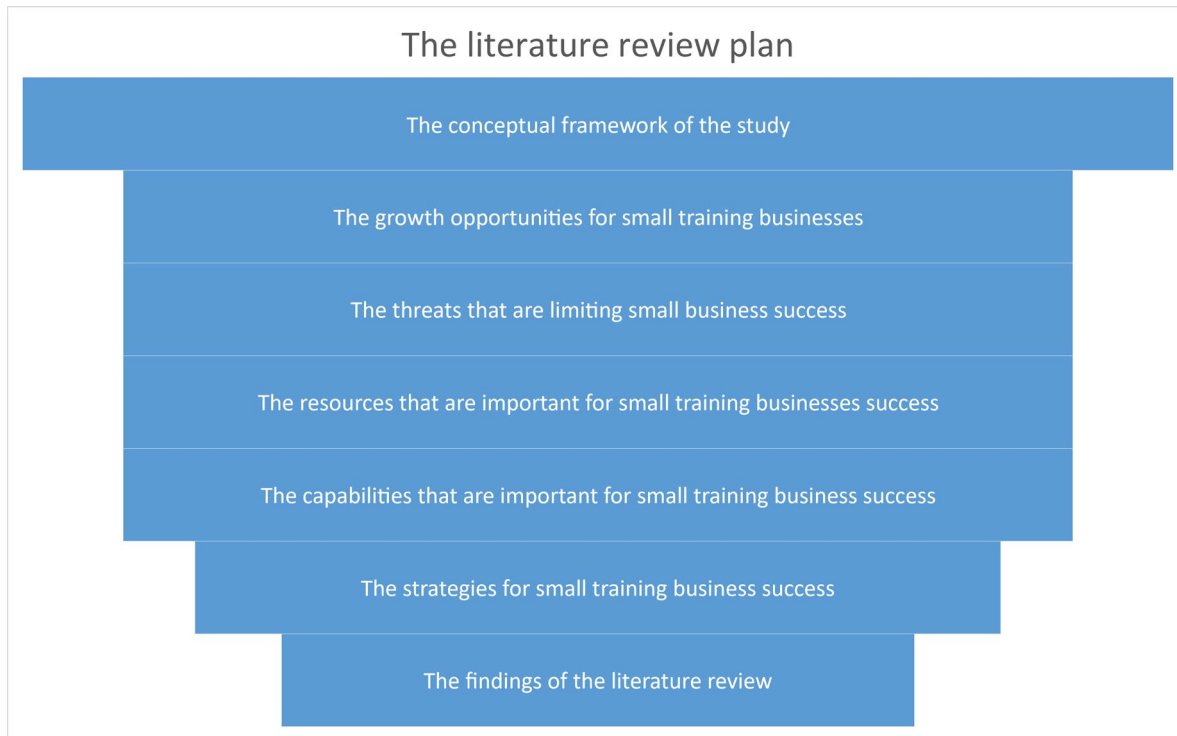 The literature review plan
The conceptual framework of the study
The growth opportunities for small training businesses
The threats that are limiting small business success
The resources that are important for small training businesses success
The capabilities that are important for small training business success
The strategies for small training business success
The findings of the literature review